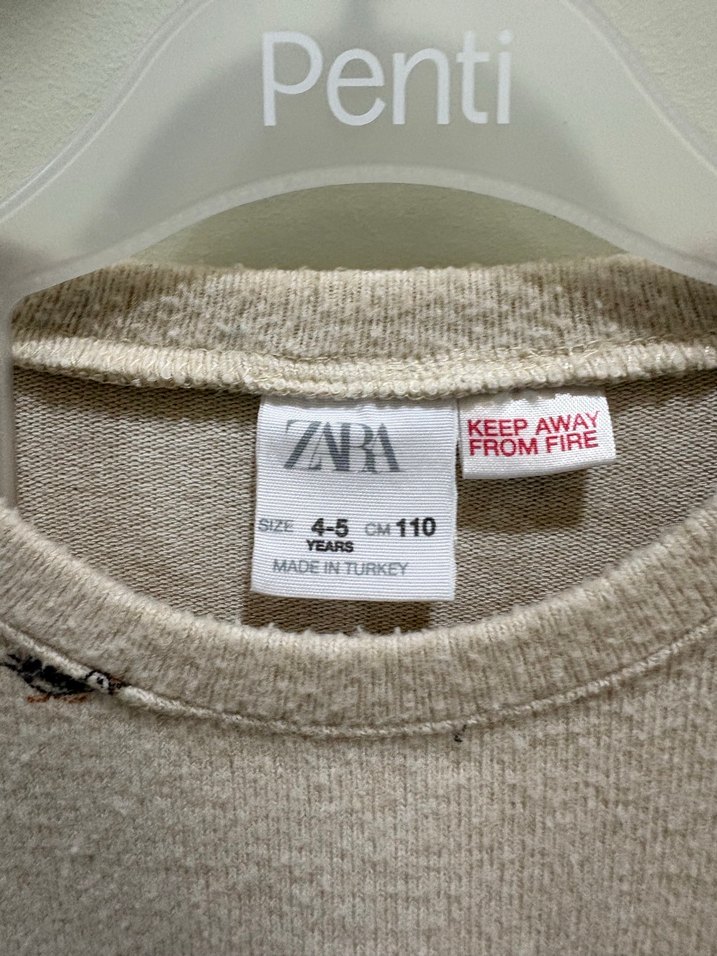 Penti
ZARA
SIZE 4-5 CM 110
YEARS
MADE IN TURKEY
KEEP AWAY
FROM FIRE